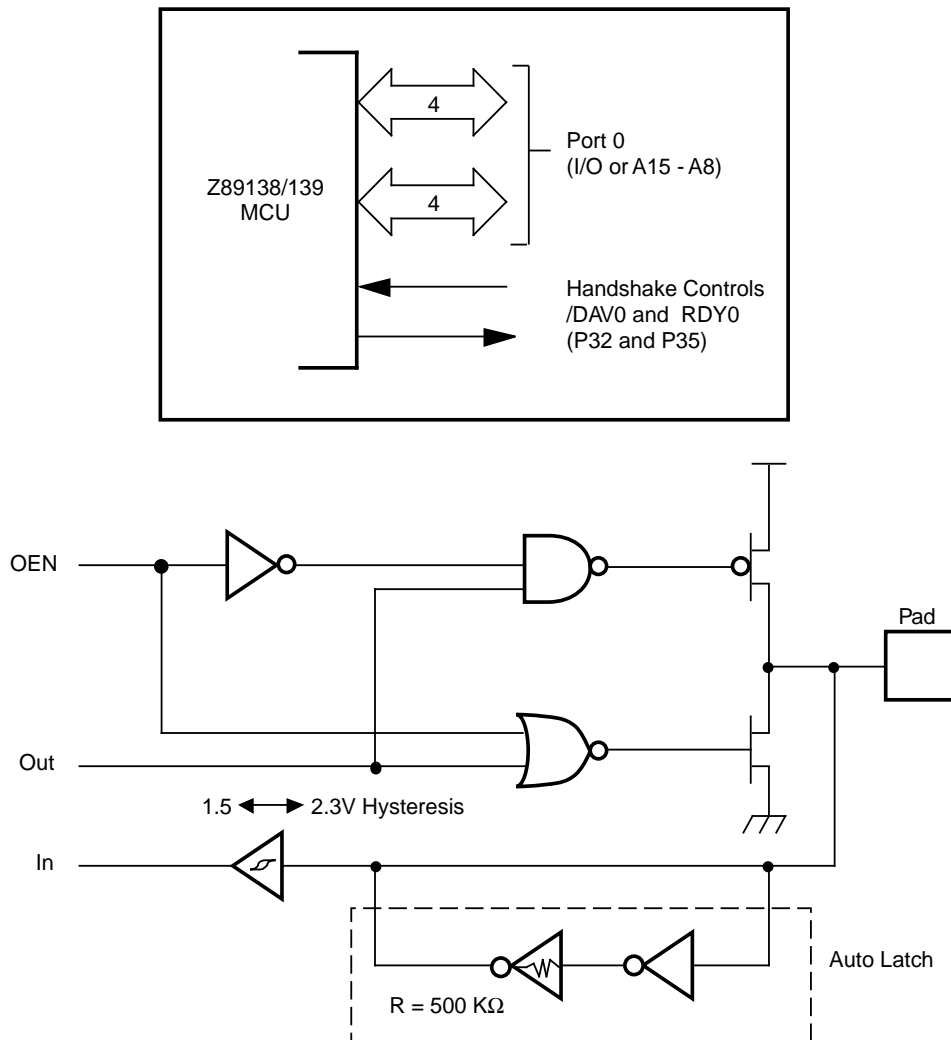 4
Port 0
(I/O or A15 - A8)
Z89138/139
MCU
4
Handshake Controls
/DAV0 and RDY0
(P32 and P35)
OEN
Pad
Out
1.5 2.3V Hysteresis
In
Auto Latch
R = 500 KΩ